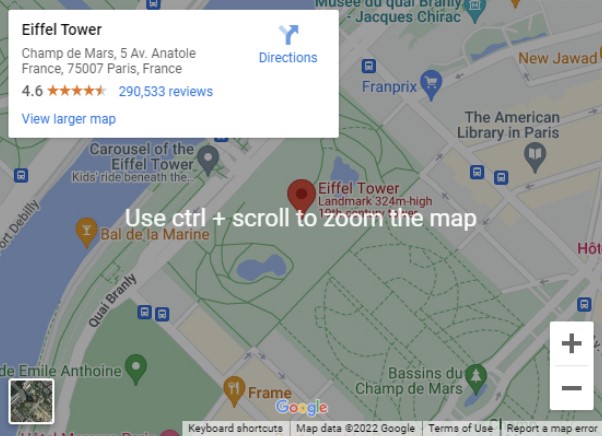 Musée du quai Branly
- Jacques Chirac
Eiffel Tower
Champ de Mars, 5 Av. Anatole
France, 75007 Paris, France
4.6
290,533 reviews
View larger map
Directions
New Jawad
Franprix
The American
Library in Paris
Carousel of the
Eiffel Tower
Kids' ride beneath the...
Eiffel Tower
Landmark 324m-high
19th-century tower
Use ctrl + scroll to zoom the map
ort Debilly
Bal de la Marine
Hôt
Quai Branly
de Emile Anthoine
Bassins du
Champ de Mars
Frame
Google
Keyboard shortcuts
Map data ©2022 Google
Terms of Use
Report a map error